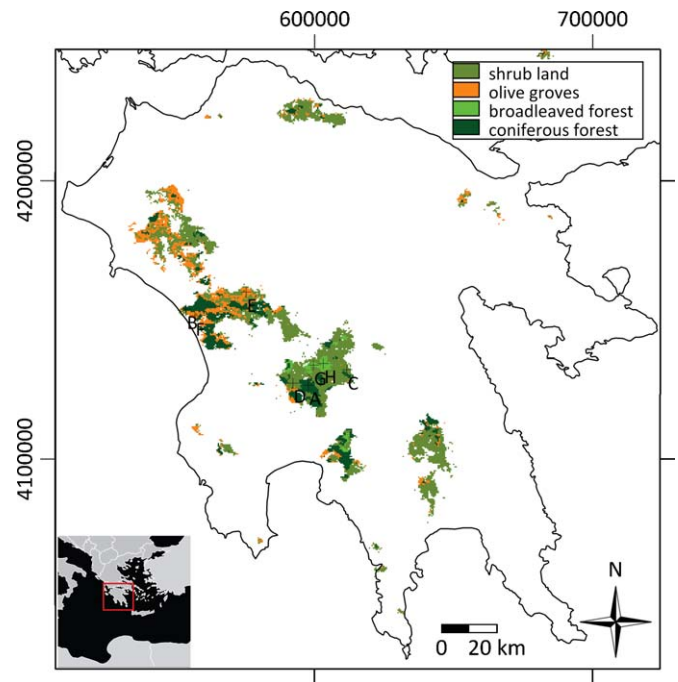 600000 700000
shrub land
olive groves
broadleaved forest
coniferous forest
4200000
E
B
F
H
G
C
D
A
4100000
N
0 20 km